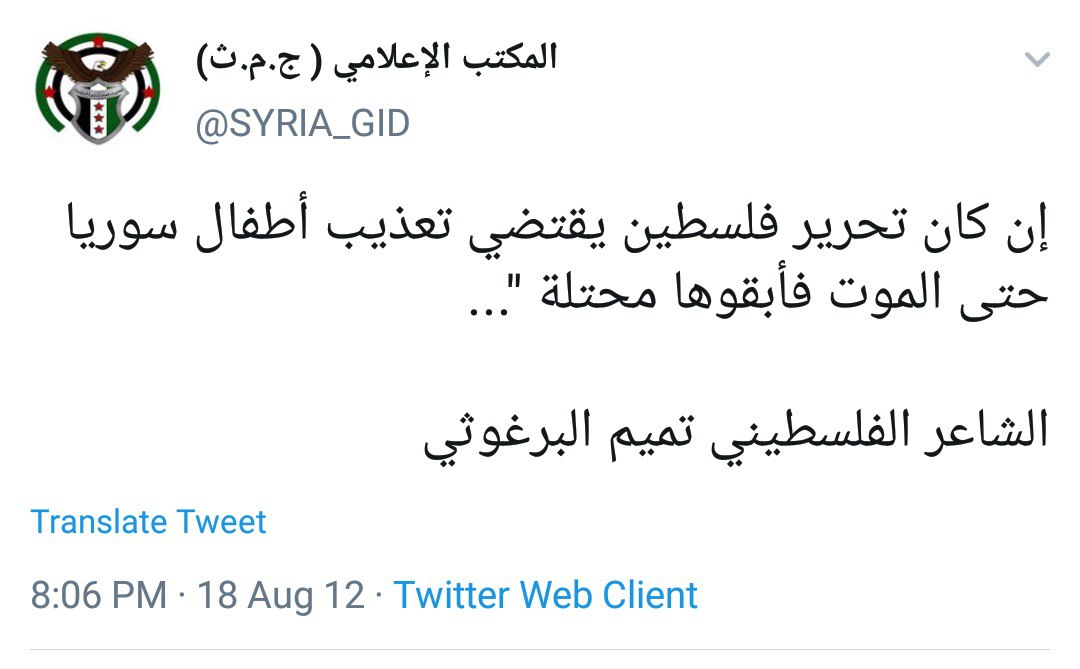 المكتب الإعلامي ( ج.م.ث)
@SYRIA_GID
إن كان تحرير فلسطين يقتضي تعذيب أطفال سوريا
حتى الموت فأبقوها محتلة "...
الشاعر الفلسطيني تميم البرغوثي
Translate Tweet
8:06 PM · 18 Aug 12 · Twitter Web Client